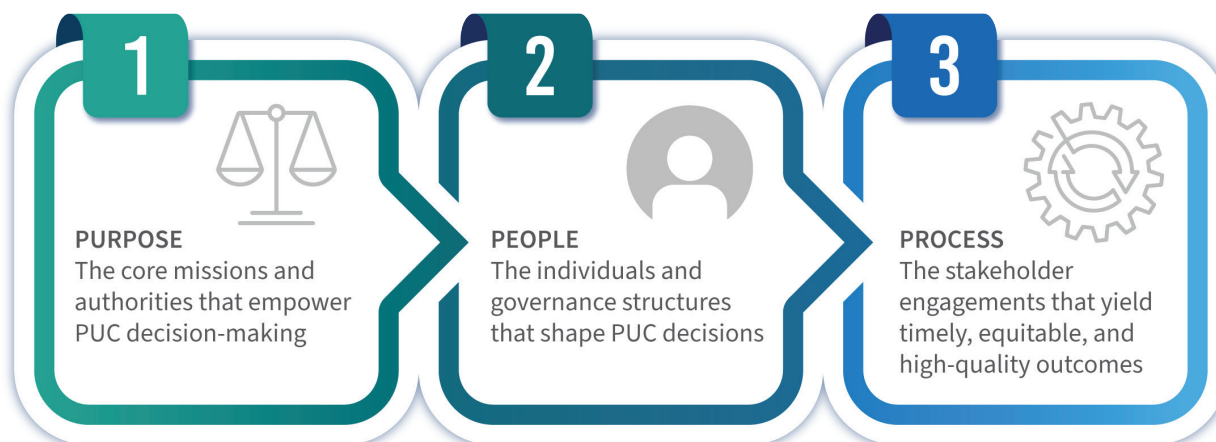 1
PURPOSE
The core missions and
authorities that empower
PUC decision-making
2
PEOPLE
The individuals and
governance structures
that shape PUC decisions
3
PROCESS
The stakeholder
engagements that yield
timely, equitable, and
high-quality outcomes